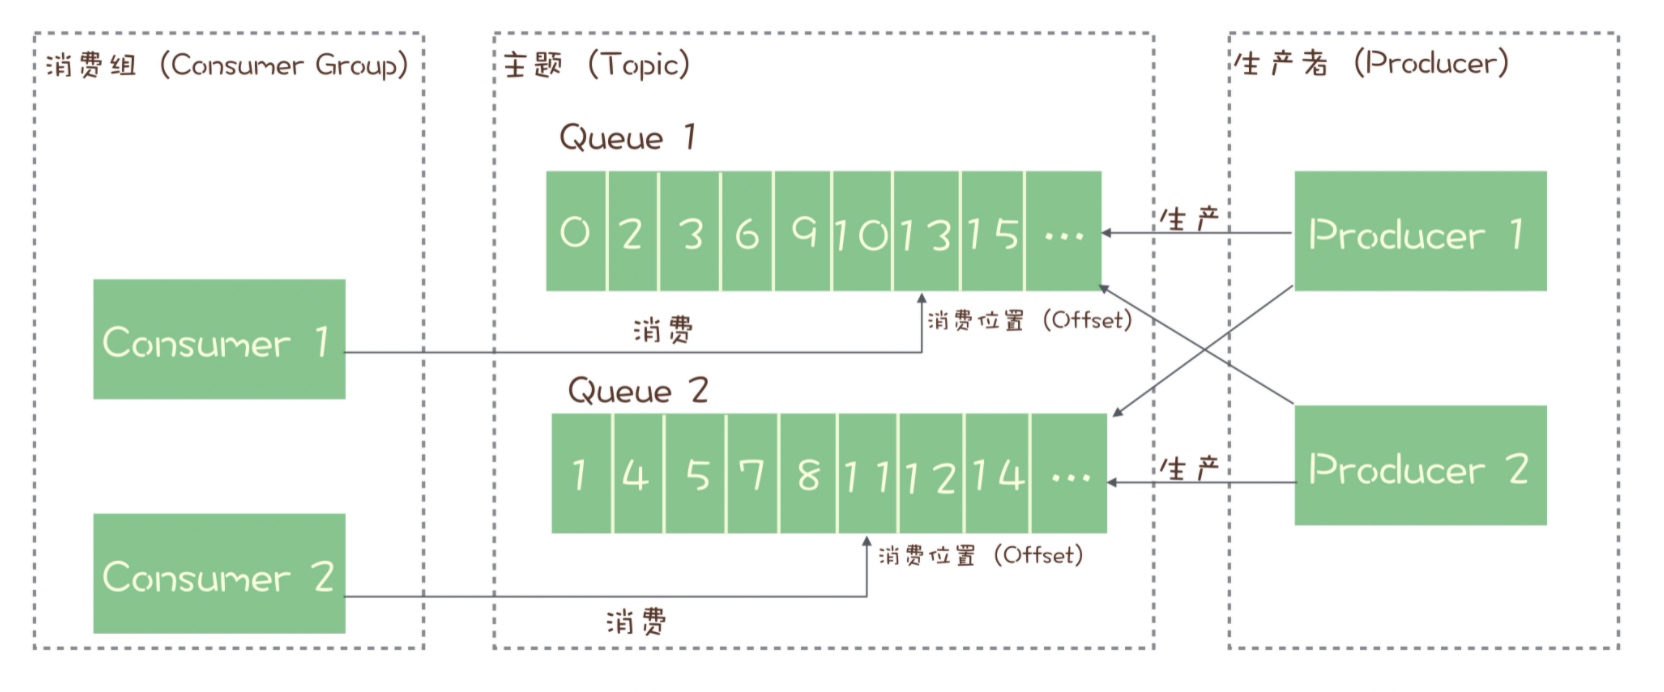 消费组（Consumer Group)
Consumer 1
Consumer 2
主题（Topic)
Queue 1
0 2 3 6 9 10 13 15 ...
消费
消费位置（Offset)
Queue 2
1 4 5 7 8 11 12 14 ...
消费位置（Offset)
消费
生产
生产
生产者（Producer)
Producer 1
Producer 2